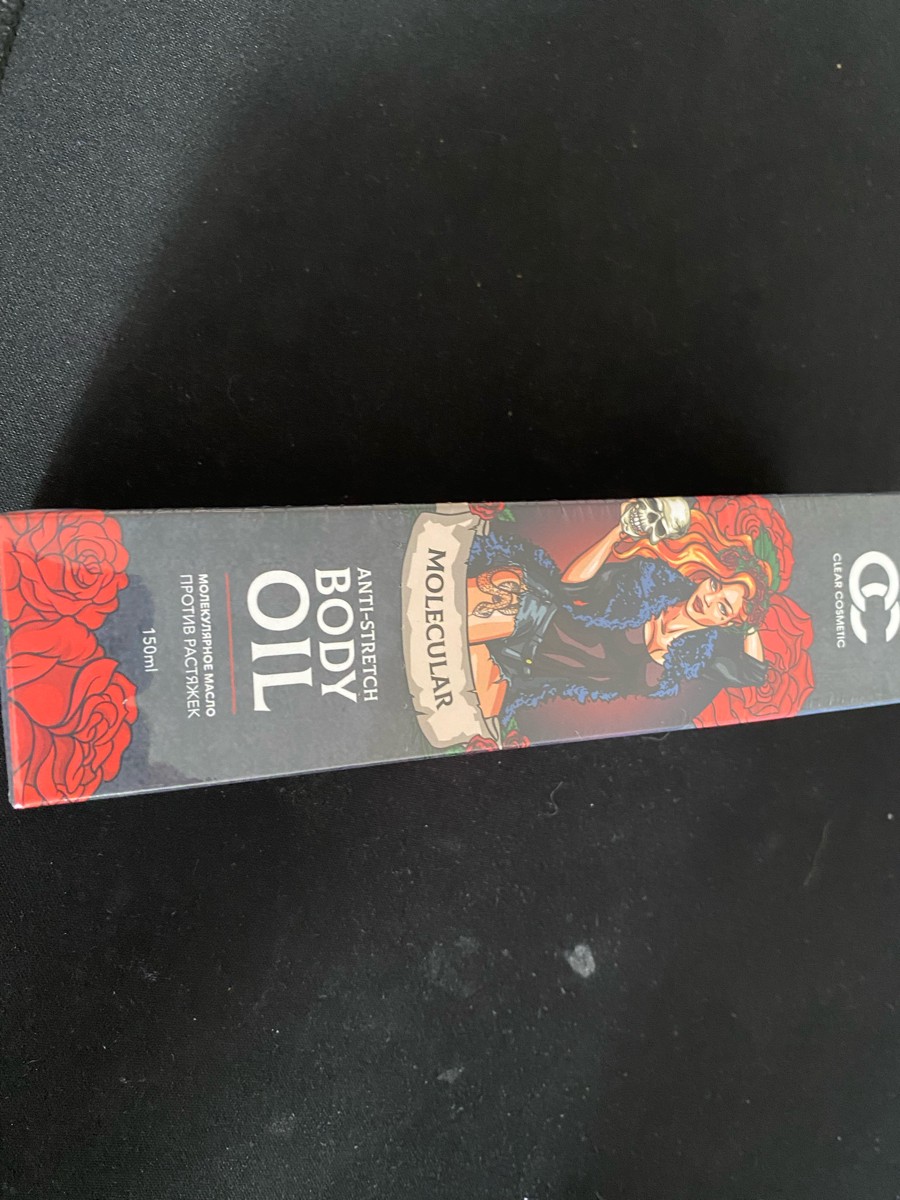 CC
CLEAR COSMETIC
MOLECULAR
ANTI-STRETCH
BODY
OIL
МОЛЕКУЛЯРНОЕ МАСЛО
ПРОТИВ РАСТЯЖЕК
150ml